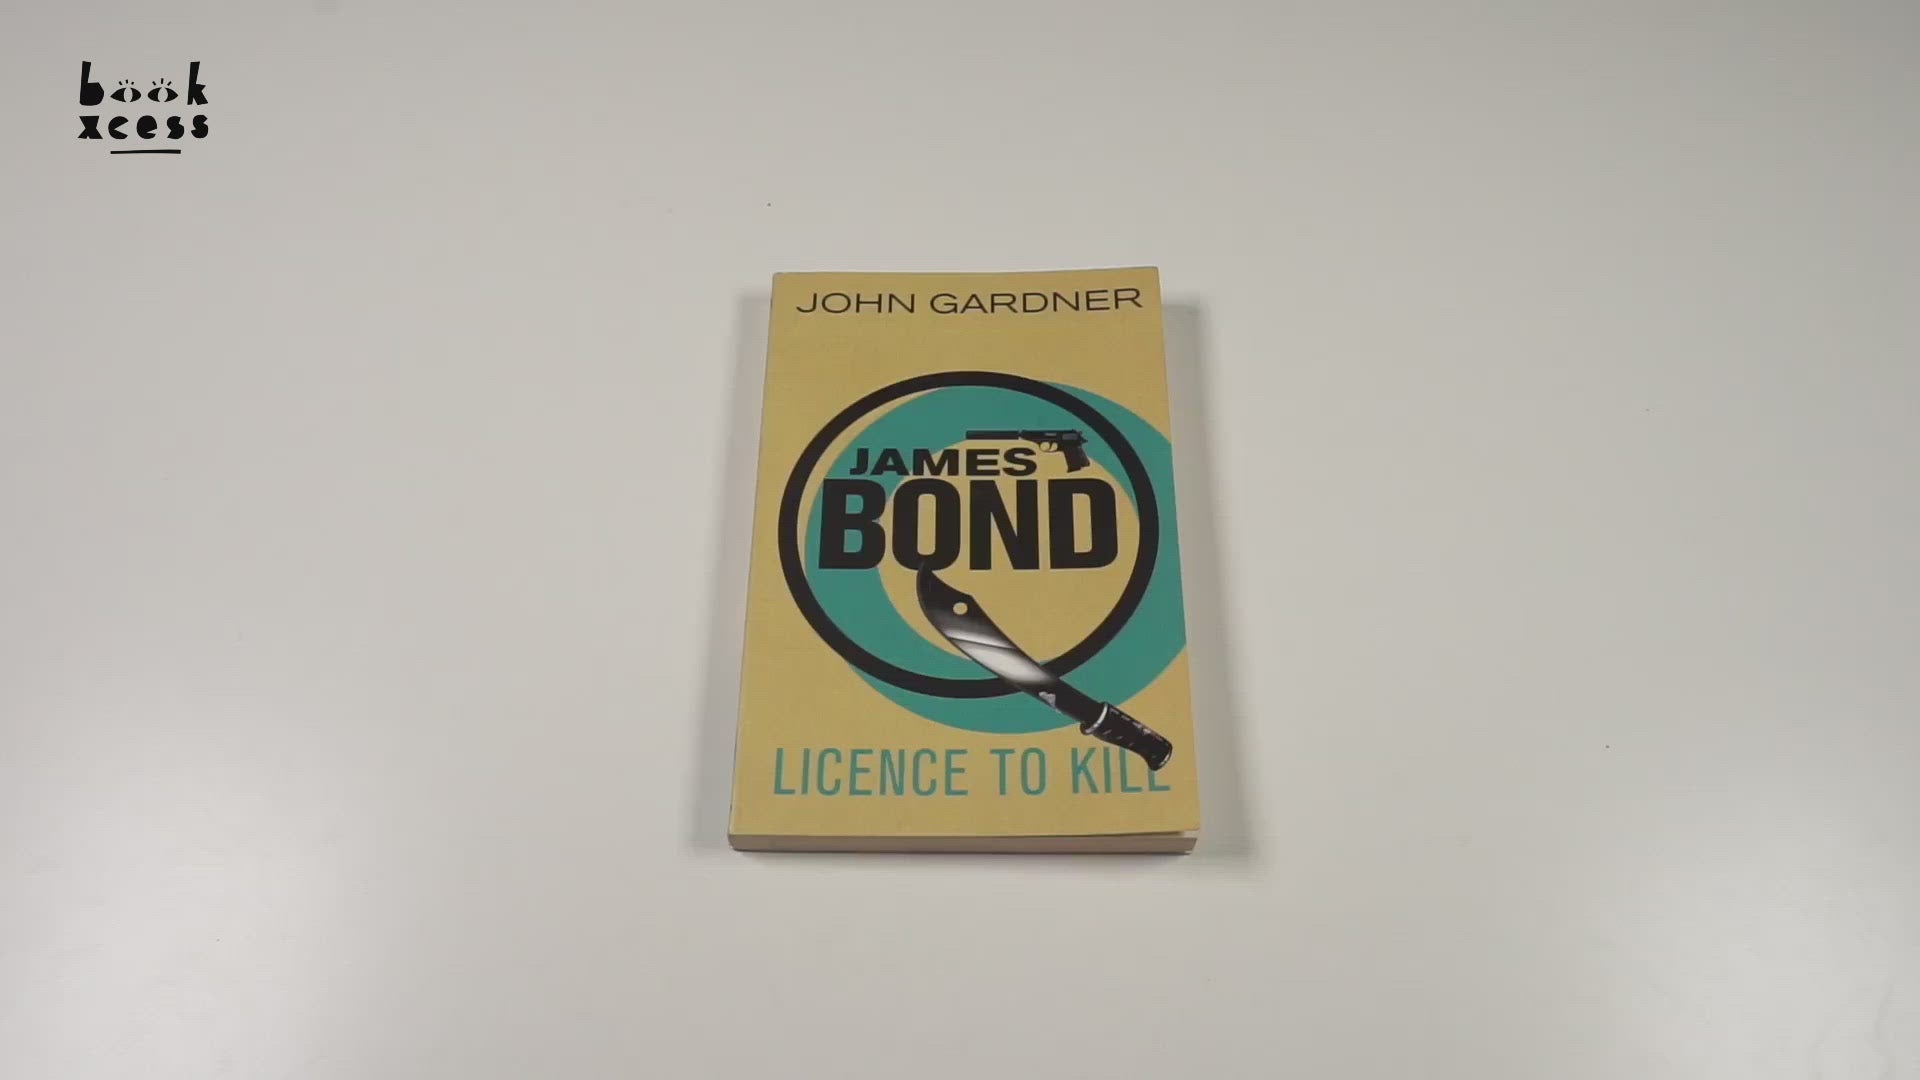 book
xcess
JOHN GARDNER
JAMES
BOND
LICENCE TO KILL